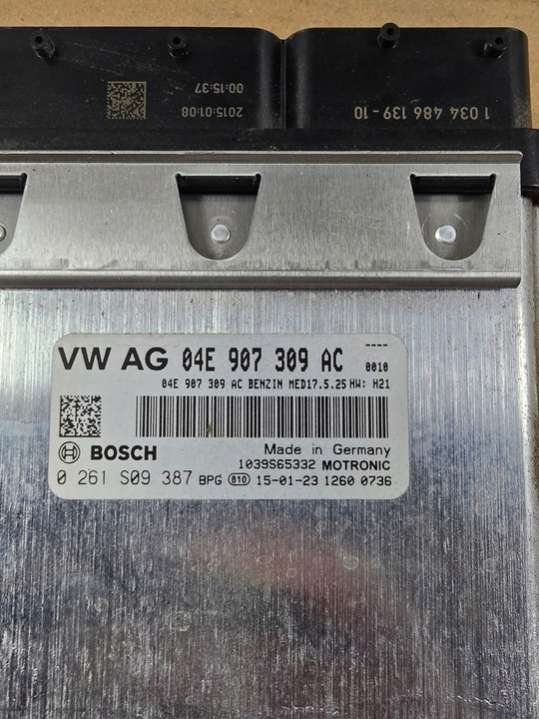 00:15:37
2015:01:08
1 034 486 139-10
----
VW AG 04E 907 309 AC 0010
04E 907 309 AC BENZIN MED17.5.25 HW: H21
BOSCH
Made in Germany
1039S65332 MOTRONIC
0 261 S09 387 BPG 810 15-01-23 1260 0736